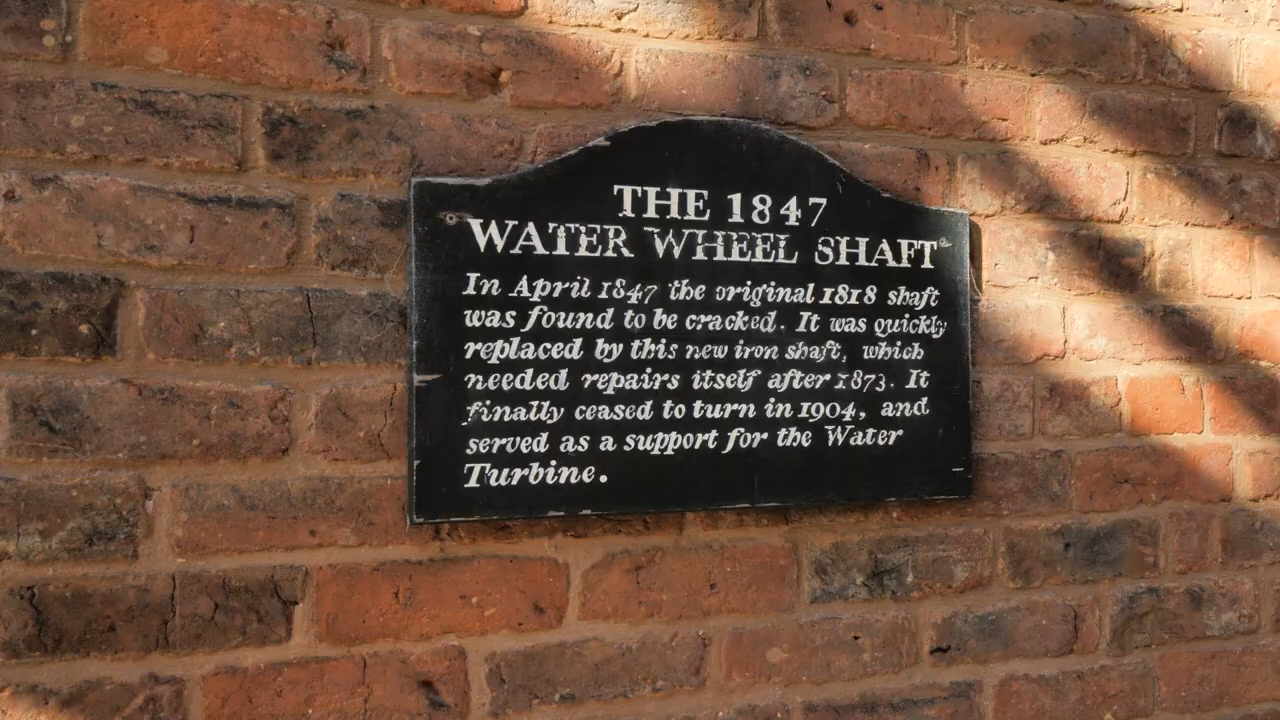 THE 1847
WATER WHEEL SHAFT
In April 1847 the original 1818 shaft
was found to be cracked. It was quickly
replaced by this new iron shaft, which
needed repairs itself after 1873. It
finally ceased to turn in 1904, and
served as a support for the Water
Turbine.